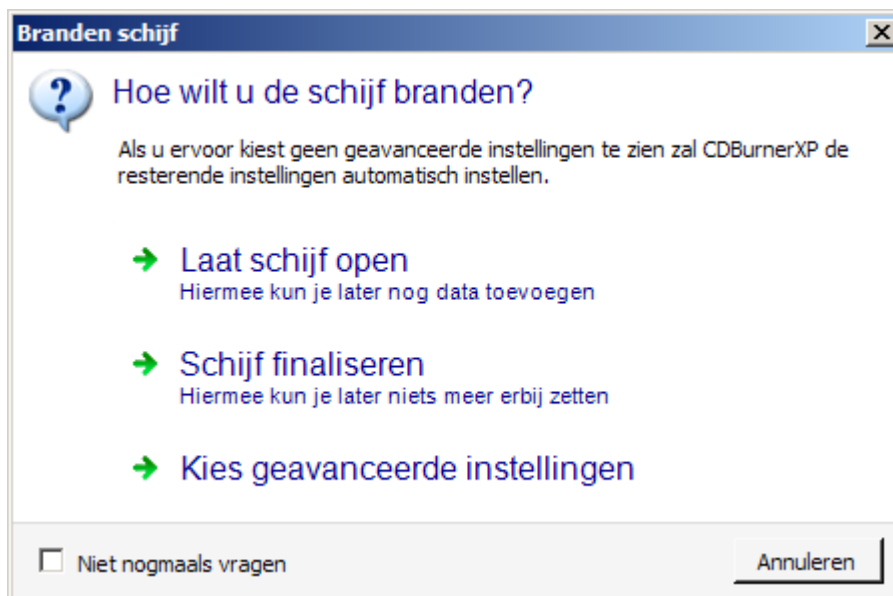 Branden schijf
Hoe wilt u de schijf branden?
Als u ervoor kiest geen geavanceerde instellingen te zien zal CDBurnerXP de
resterende instellingen automatisch instellen.
Laat schijf open
Hiermee kun je later nog data toevoegen
Schijf finaliseren
Hiermee kun je later niets meer erbij zetten
Kies geavanceerde instellingen
Niet nogmaals vragen
Annuleren